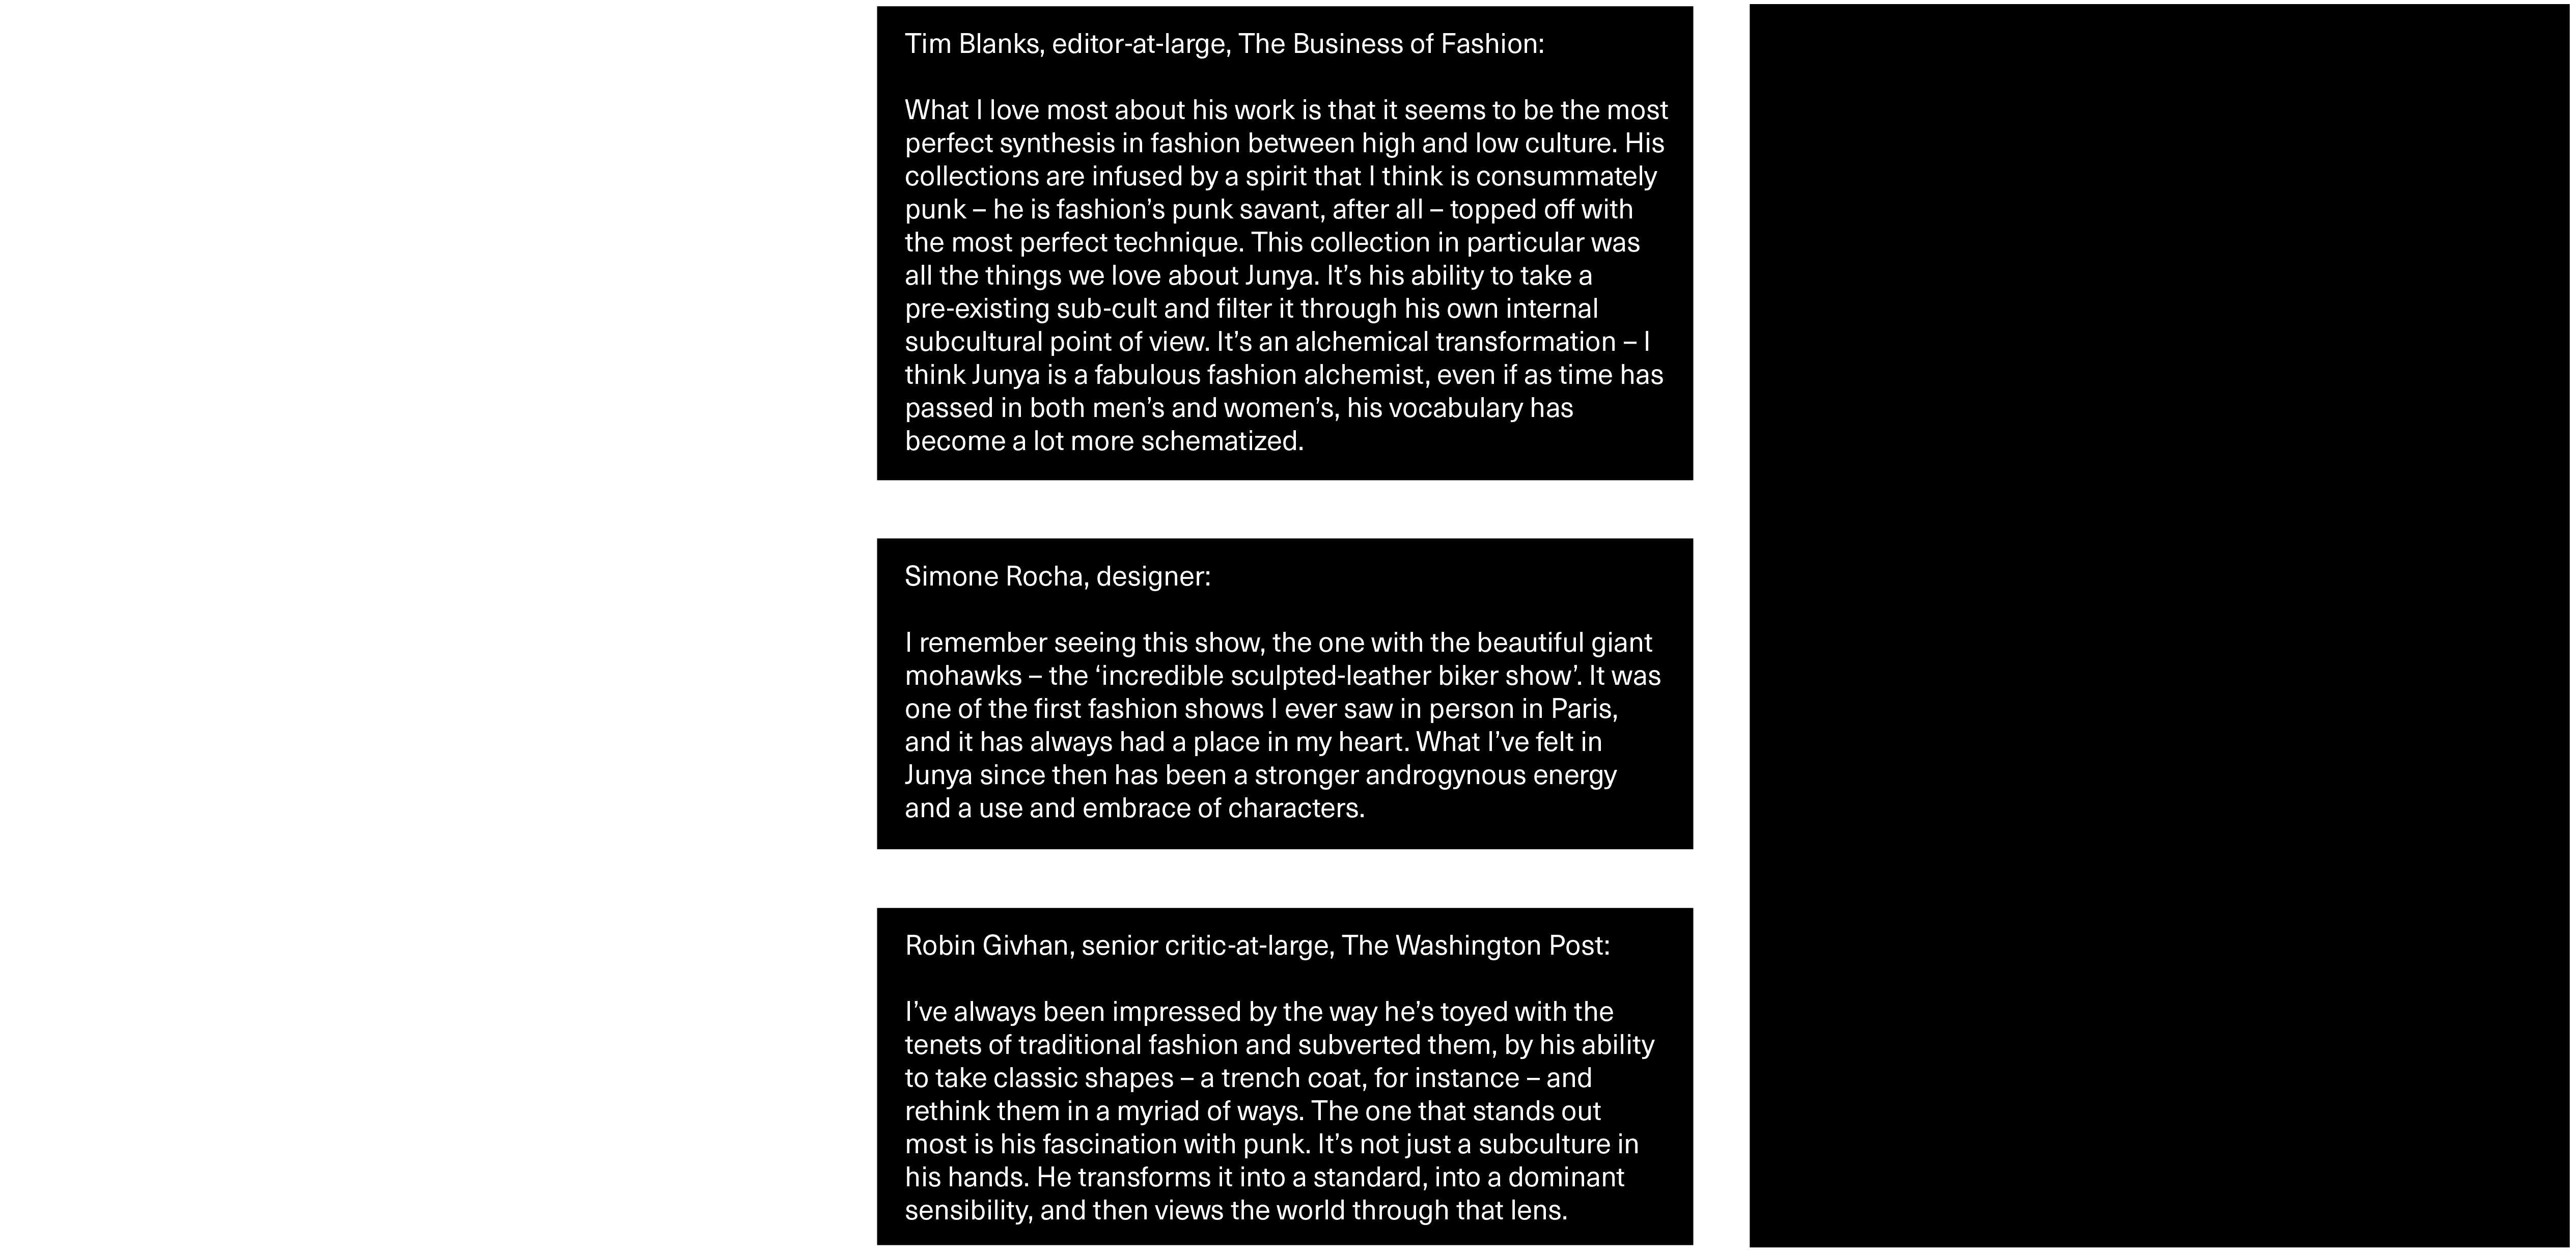 Tim Blanks, editor-at-large, The Business of Fashion:
What I love most about his work is that it seems to be the most
perfect synthesis in fashion between high and low culture. His
collections are infused by a spirit that I think is consummately
punk – he is fashion’s punk savant, after all – topped off with
the most perfect technique. This collection in particular was
all the things we love about Junya. It’s his ability to take a
pre-existing sub-cult and filter it through his own internal
subcultural point of view. It’s an alchemical transformation – I
think Junya is a fabulous fashion alchemist, even if as time has
passed in both men’s and women’s, his vocabulary has
become a lot more schematized.
Simone Rocha, designer:
I remember seeing this show, the one with the beautiful giant
mohawks – the ‘incredible sculpted-leather biker show’. It was
one of the first fashion shows I ever saw in person in Paris,
and it has always had a place in my heart. What I’ve felt in
Junya since then has been a stronger androgynous energy
and a use and embrace of characters.
Robin Givhan, senior critic-at-large, The Washington Post:
I’ve always been impressed by the way he’s toyed with the
tenets of traditional fashion and subverted them, by his ability
to take classic shapes – a trench coat, for instance – and
rethink them in a myriad of ways. The one that stands out
most is his fascination with punk. It’s not just a subculture in
his hands. He transforms it into a standard, into a dominant
sensibility, and then views the world through that lens.